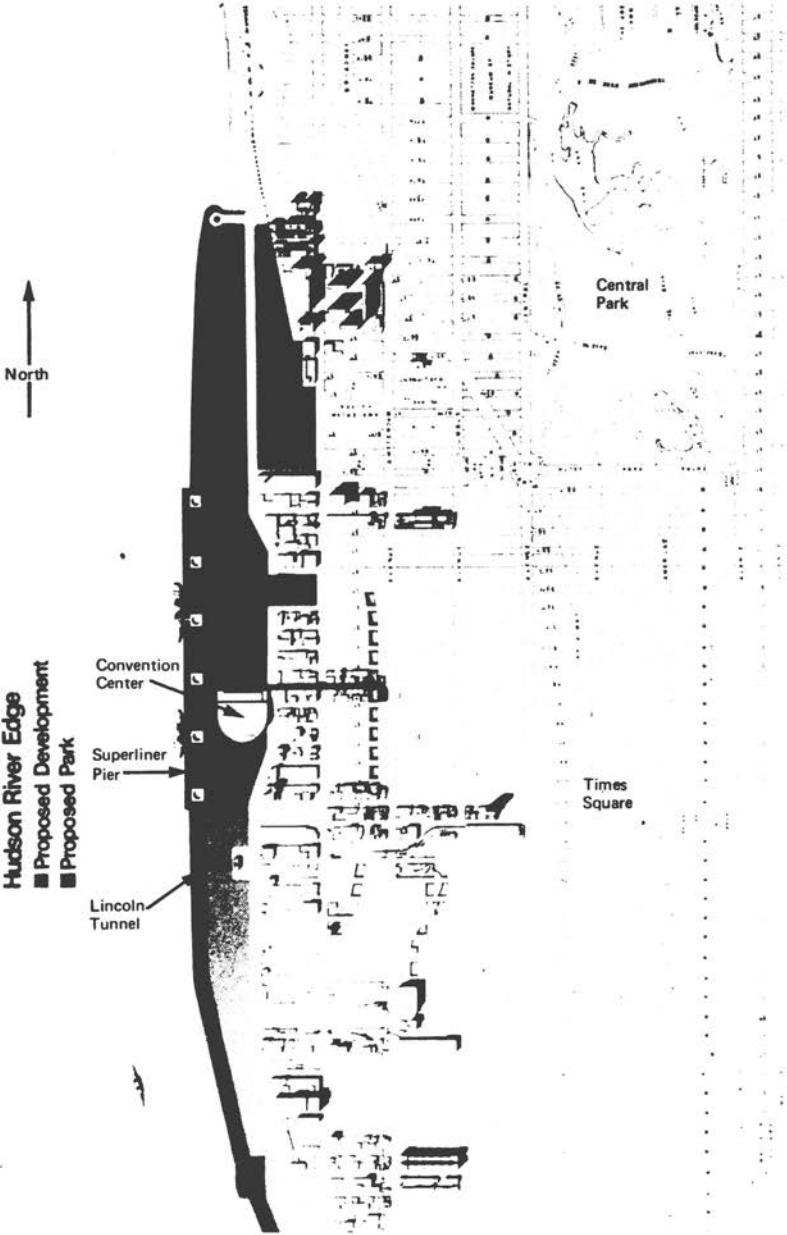 Hudson River Edge
Proposed Development
Proposed Park
North
Central
Park
Convention
Center
Superliner
Pier
Times
Square
Lincoln
Tunnel